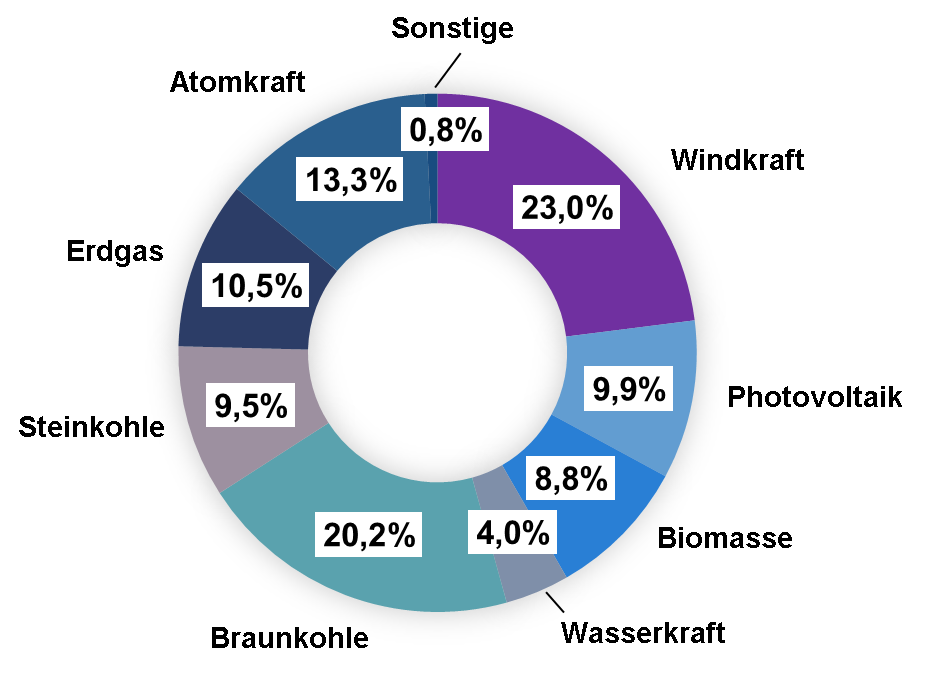 Sonstige
0,8%
Windkraft
23,0%
Photovoltaik
9,9%
Biomasse
8,8%
Wasserkraft
4,0%
Braunkohle
20,2%
Steinkohle
9,5%
Erdgas
10,5%
Atomkraft
13,3%